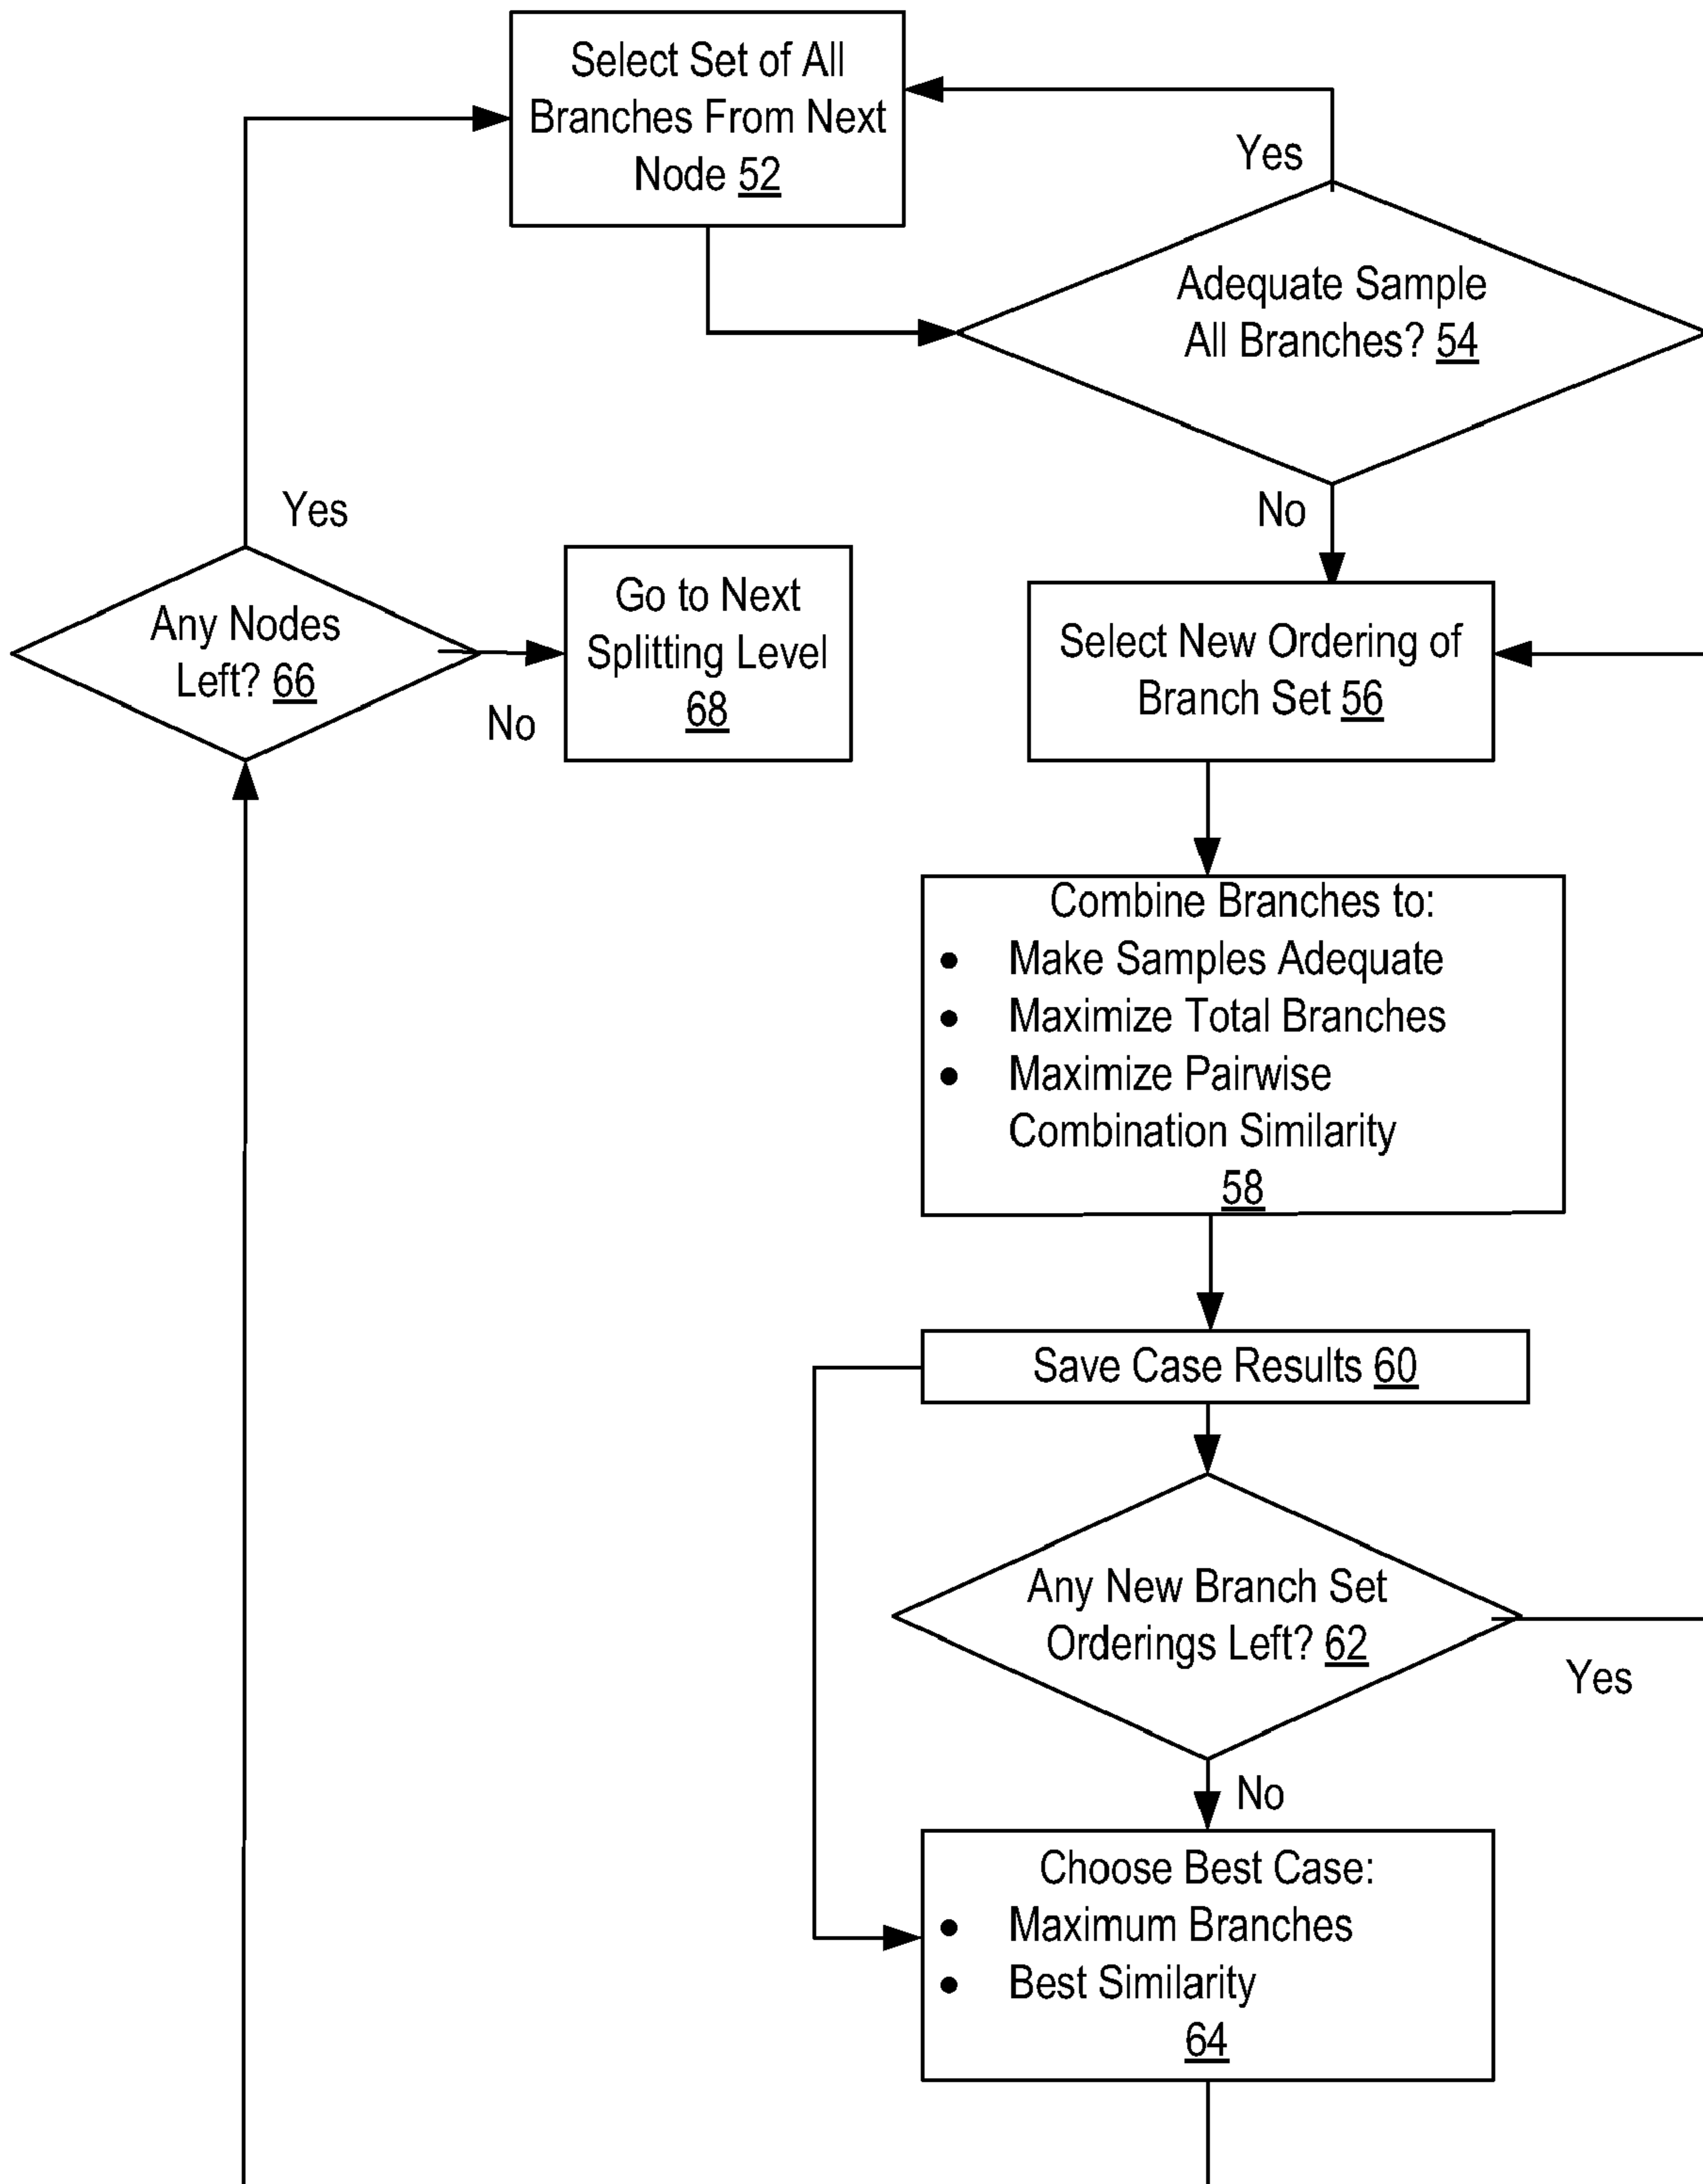 Select Set of All
Branches From Next
Node 52
Yes
Adequate Sample
All Branches? 54
No
Yes
Any Nodes
Left? 66
No
Go to Next
Splitting Level
68
Select New Ordering of
Branch Set 56
Combine Branches to:
● Make Samples Adequate
● Maximize Total Branches
● Maximize Pairwise
Combination Similarity
58
Save Case Results 60
Any New Branch Set
Orderings Left? 62
Yes
No
Choose Best Case:
● Maximum Branches
● Best Similarity
64